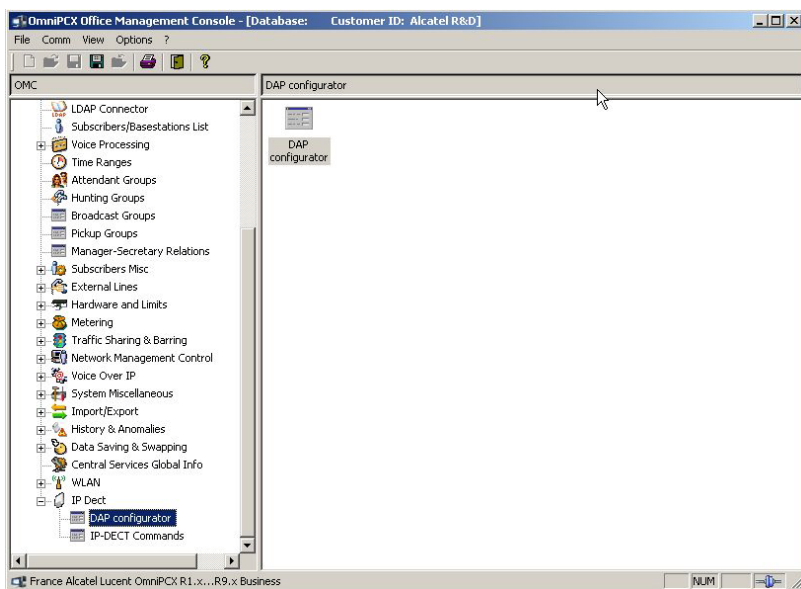 OmniPCX Office Management Console - [Database: Customer ID: Alcatel R&D]
File Comm View Options ?
OMC
DAP configurator
LDAP Connector
Subscribers/Basestations List
Voice Processing
Time Ranges
Attendant Groups
Hunting Groups
Broadcast Groups
Pickup Groups
Manager-Secretary Relations
Subscribers Misc
External Lines
Hardware and Limits
Metering
Traffic Sharing & Barring
Network Management Control
Voice Over IP
System Miscellaneous
Import/Export
History & Anomalies
Data Saving & Swapping
Central Services Global Info
WLAN
IP Dect
DAP configurator
IP-DECT Commands
DAP
configurator
France Alcatel Lucent OmniPCX R1.x...R9.x Business
NUM